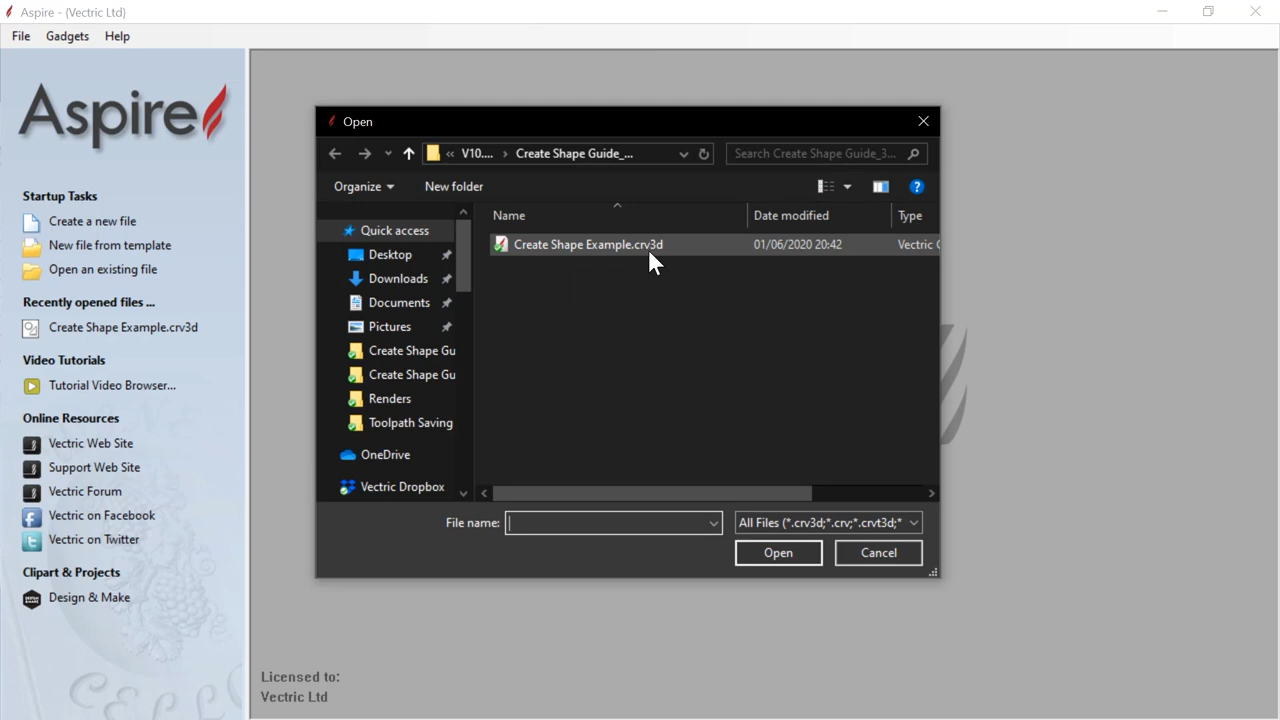 Aspire - {Vectric Ltd}
File Gadgets Help
Aspire
Startup Tasks
Create a new file
New file from template
Open an existing file
Recently opened files ...
Create Shape Example.crv3d
Video Tutorials
Tutorial Video Browser...
Online Resources
Vectric Web Site
Support Web Site
Vectric Forum
Vectric on Facebook
Vectric on Twitter
Clipart & Projects
Design & Make
Open
« V10.... › Create Shape Guide_...
Search Create Shape Guide_3...
Organize New folder
Quick access
Desktop
Downloads
Documents
Pictures
Create Shape Gu
Create Shape Gu
Renders
Toolpath Saving
OneDrive
Vectric Dropbox
Name Date modified Type
Create Shape Example.crv3d 01/06/2020 20:42 Vectric
File name: All Files (*.crv3d;*.crv;*.crvt3d;*
Open Cancel
Licensed to:
Vectric Ltd